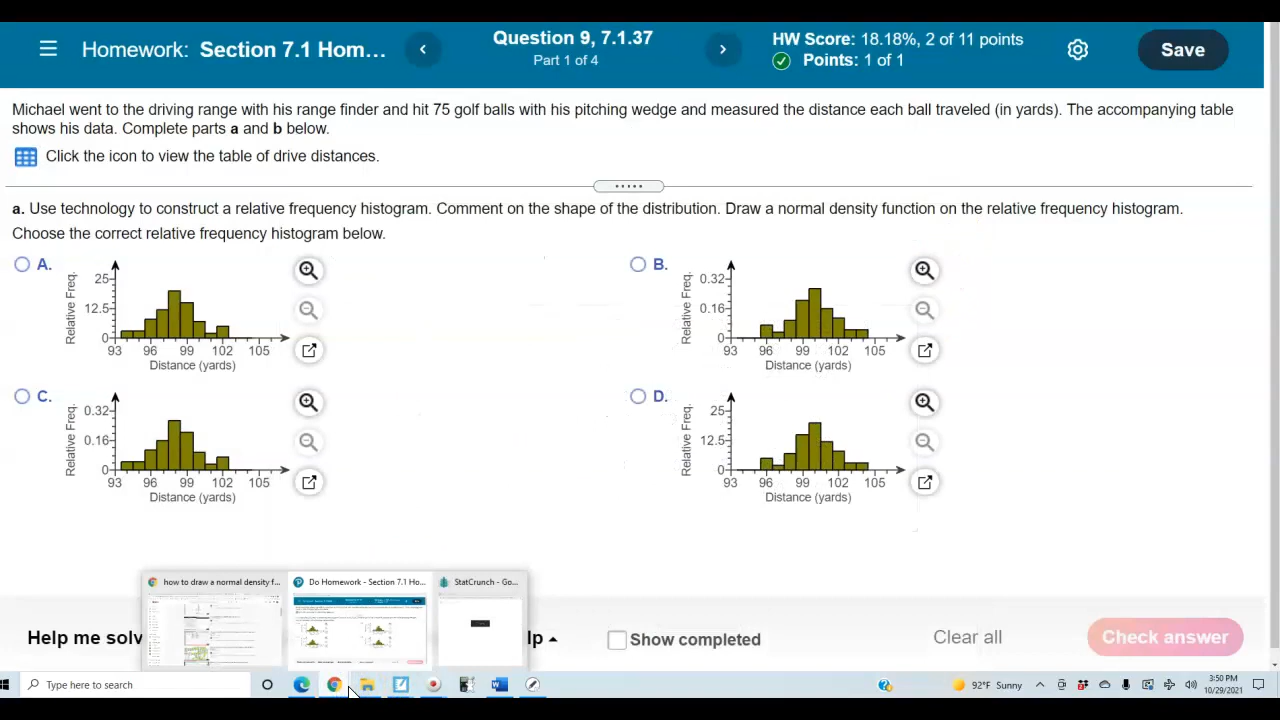 Homework: Section 7.1 Hom...
Question 9, 7.1.37
Part 1 of 4
HW Score: 18.18%, 2 of 11 points
Points: 1 of 1
Save
Michael went to the driving range with his range finder and hit 75 golf balls with his pitching wedge and measured the distance each ball traveled (in yards). The accompanying table
shows his data. Complete parts a and b below.
Click the icon to view the table of drive distances.
a. Use technology to construct a relative frequency histogram. Comment on the shape of the distribution. Draw a normal density function on the relative frequency histogram.
Choose the correct relative frequency histogram below.
A.
Relative Freq.
25
12.5
0
93 96 99 102 105
Distance (yards)
B.
Relative Freq.
0.32
0.16
0
93 96 99 102 105
Distance (yards)
C.
Relative Freq.
0.32
0.16
0
93 96 99 102 105
Distance (yards)
D.
Relative Freq.
25
12.5
0
93 96 99 102 105
Distance (yards)
how to draw a normal density f...
Do Homework - Section 7.1 Ho...
StatCrunch - Go...
Help me solv
lp
Show completed
Clear all
Check answer
Type here to search
92°F Sunny
3:50 PM
10/29/2021